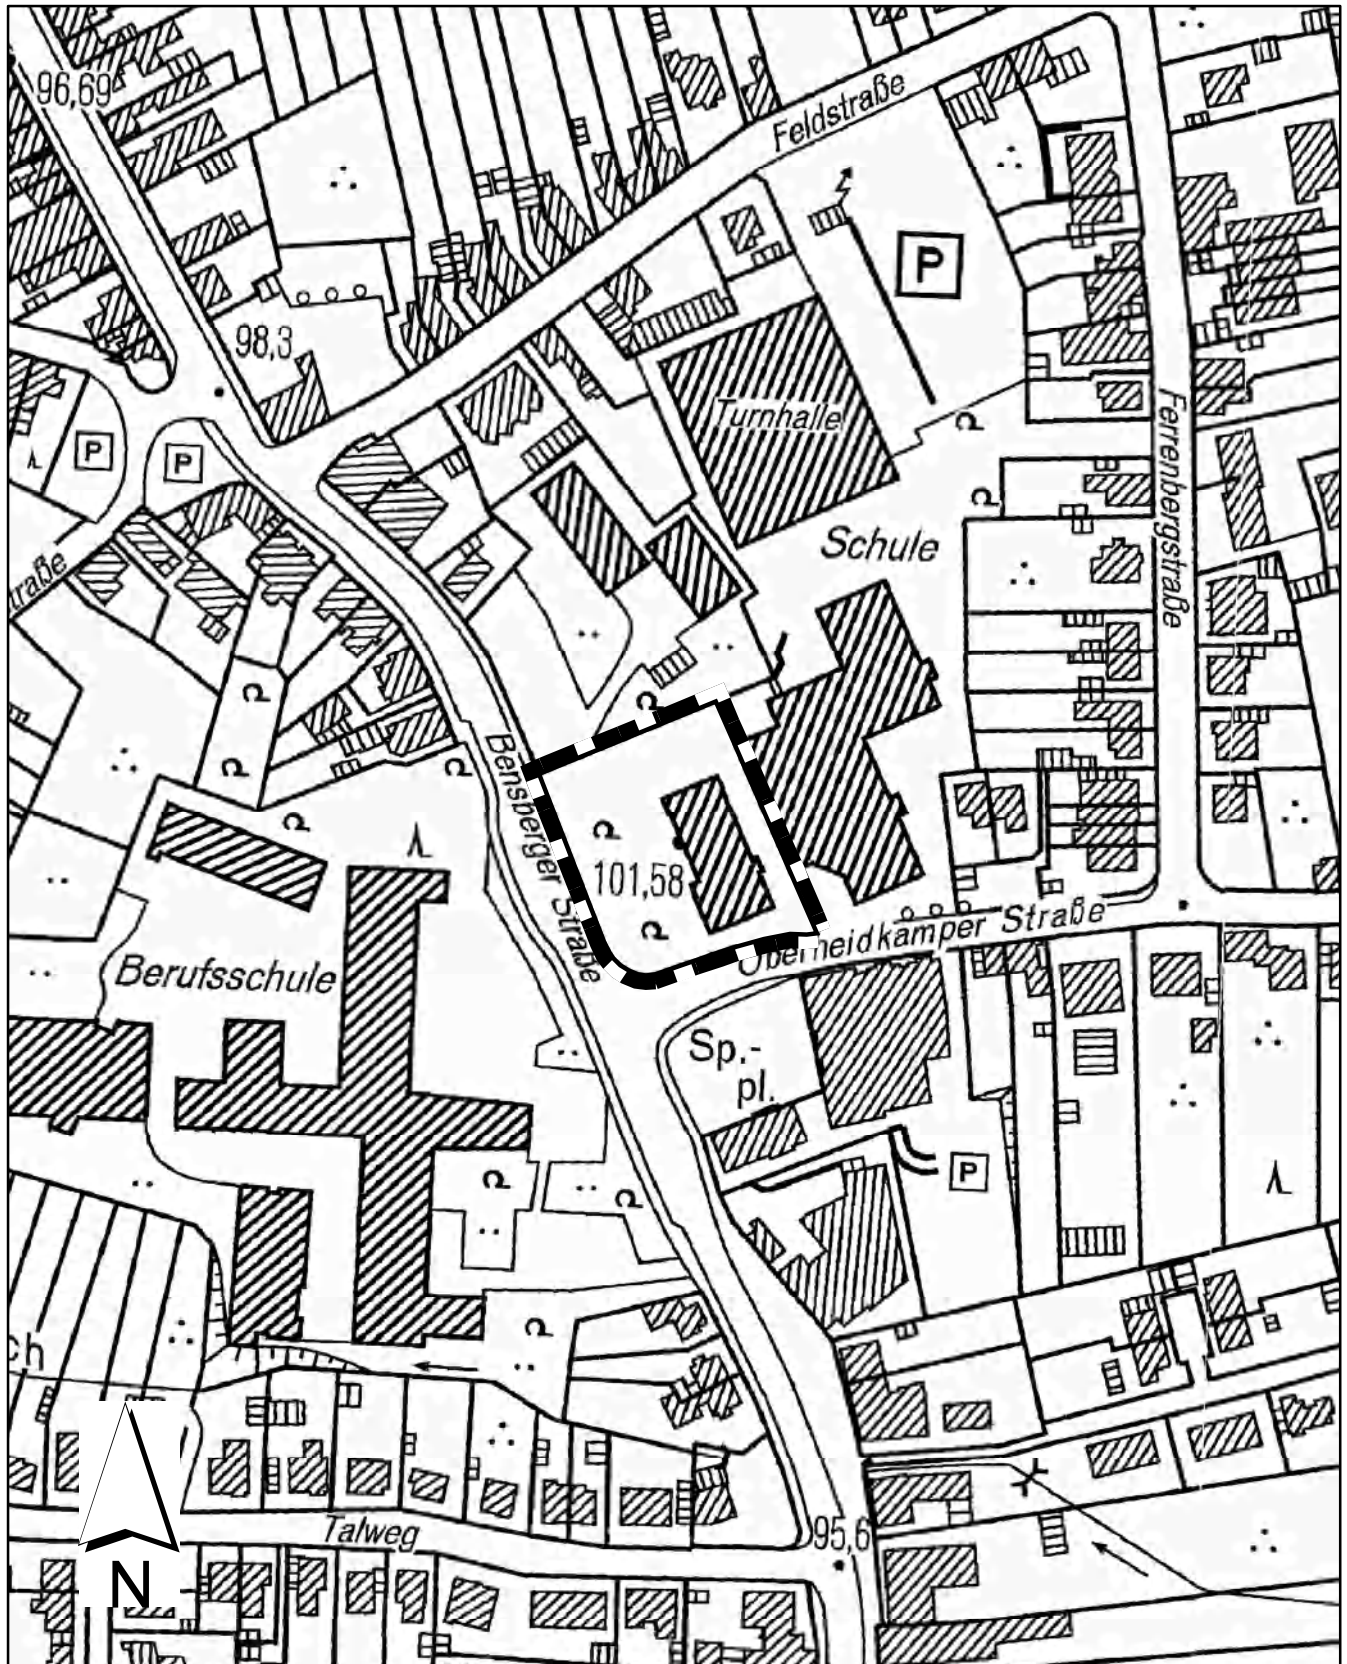 96,69
Feldstraße
P
98,3
Turnhalle
P
P
Ferrenbergstraße
Schule
traße
Bensberger Straße
101,58
Oberheidkamper Straße
Berufsschule
Sp.-
pl.
P
ch
Talweg
95,6
N